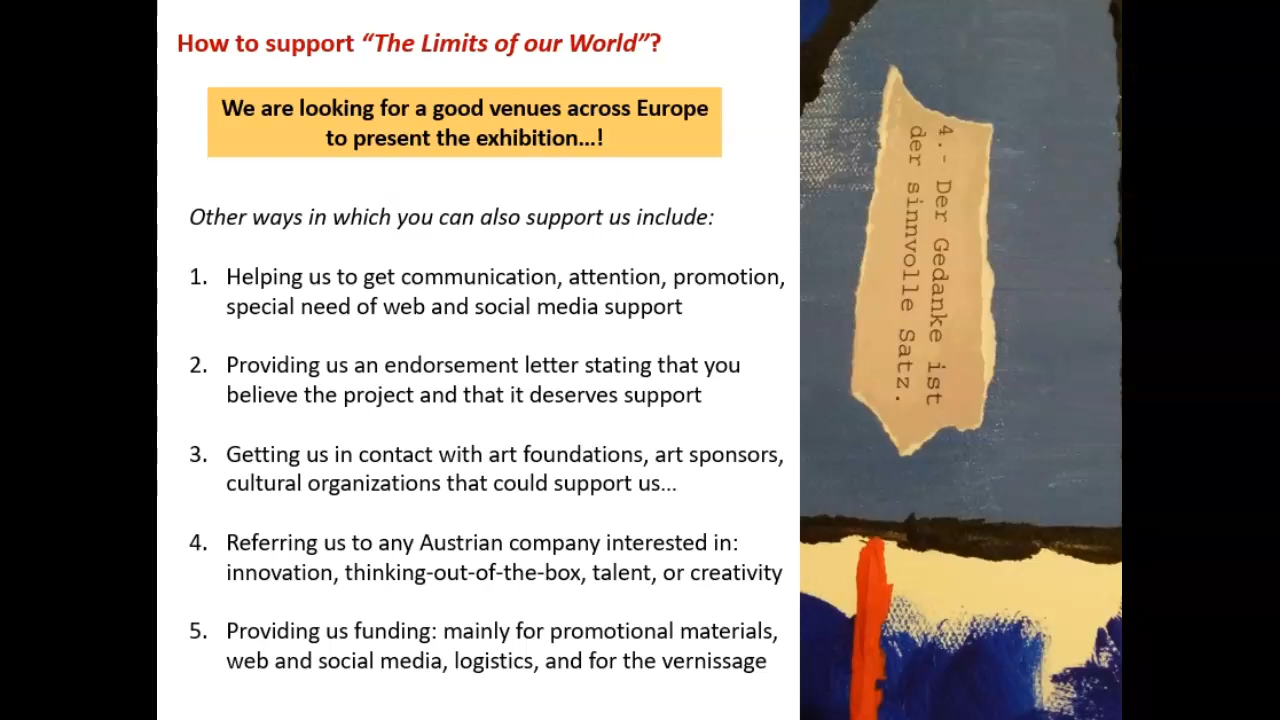 How to support “The Limits of our World”?
We are looking for a good venues across Europe
to present the exhibition...!
Other ways in which you can also support us include:
1. Helping us to get communication, attention, promotion,
special need of web and social media support
2. Providing us an endorsement letter stating that you
believe the project and that it deserves support
3. Getting us in contact with art foundations, art sponsors,
cultural organizations that could support us...
4. Referring us to any Austrian company interested in:
innovation, thinking-out-of-the-box, talent, or creativity
5. Providing us funding: mainly for promotional materials,
web and social media, logistics, and for the vernissage
4.- Der Gedanke ist
der sinnvolle Satz.